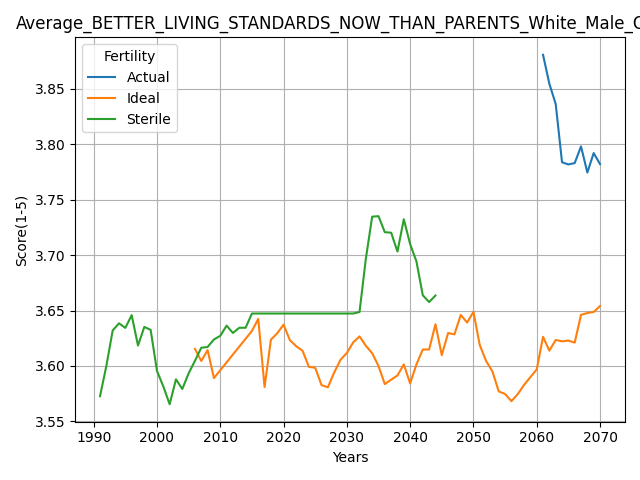 Average_BETTER_LIVING_STANDARDS_NOW_THAN_PARENTS_White_Male_
Fertility
Actual
Ideal
Sterile
Score(1-5)
3.85
3.80
3.75
3.70
3.65
3.60
3.55
1990
2000
2010
2020
2030
2040
2050
2060
2070
Years